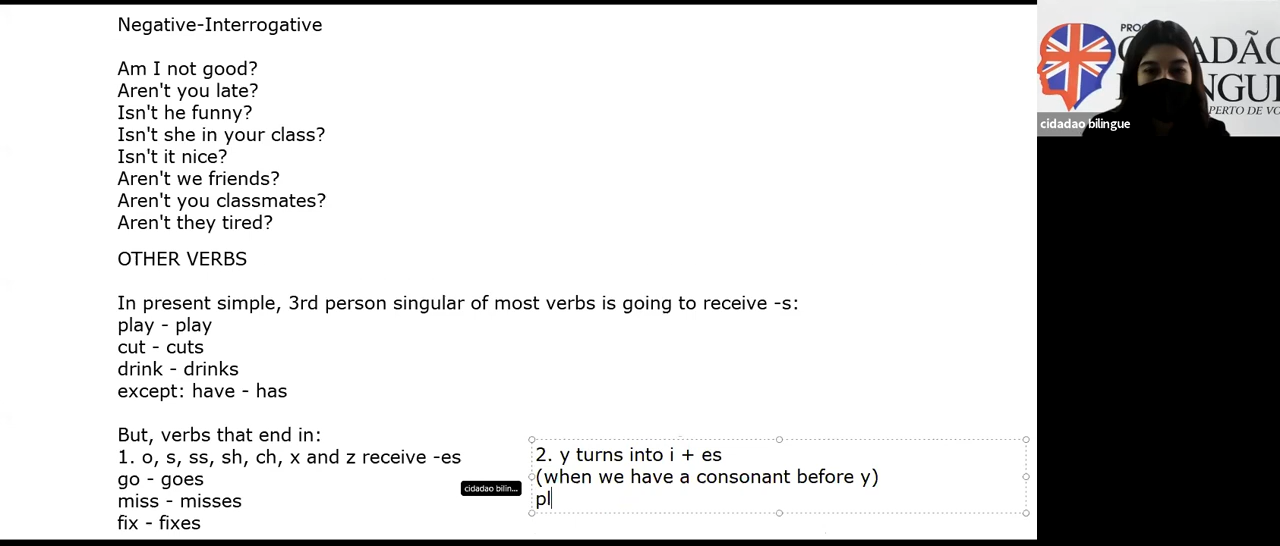 Negative-Interrogative
Am I not good?
Aren't you late?
Isn't he funny?
Isn't she in your class?
Isn't it nice?
Aren't we friends?
Aren't you classmates?
Aren't they tired?
OTHER VERBS
In present simple, 3rd person singular of most verbs is going to receive -s:
play - play
cut - cuts
drink - drinks
except: have - has
But, verbs that end in:
1. o, s, ss, sh, ch, x and z receive -es
go - goes
miss - misses
fix - fixes
2. y turns into i + es
(when we have a consonant before y)
pl
cidadao bilin...
cidadao bilingue